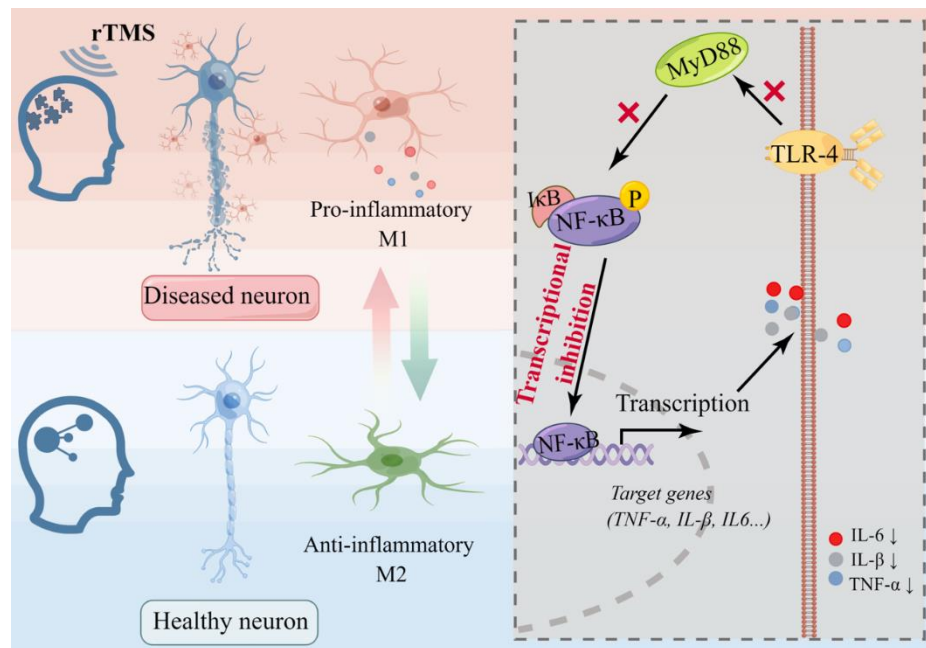 rTMS
Pro-inflammatory
M1
Diseased neuron
Anti-inflammatory
M2
Healthy neuron
MyD88
TLR-4
IκB
NF-κB
P
Transcriptional
inhibition
Transcription
NF-κB
Target genes
(TNF-α, IL-β, IL6...)
IL-6 ↓
IL-β ↓
TNF-α ↓